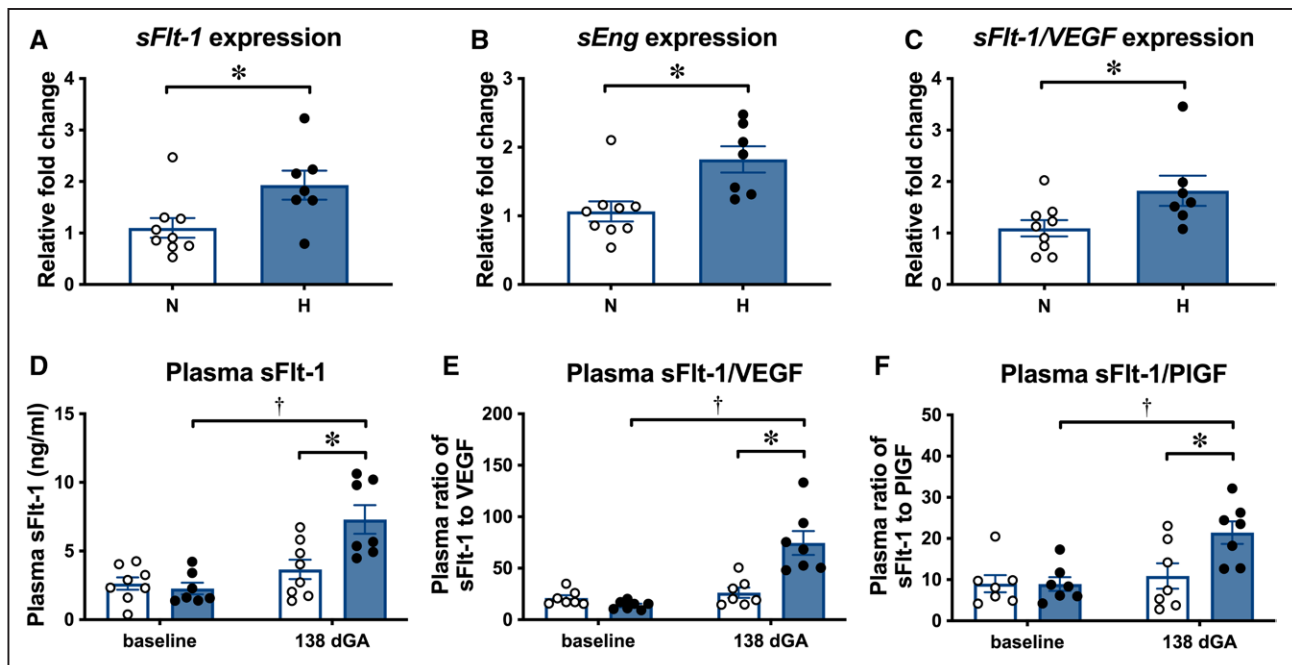 A
sFlt-1 expression
Relative fold change
4
3
2
1
0
*
N
H
B
sEng expression
Relative fold change
3
2
1
0
*
N
H
C
sFlt-1/VEGF expression
Relative fold change
4
3
2
1
0
*
N
H
D
Plasma sFlt-1
Plasma sFlt-1 (ng/ml)
15
10
5
0
†
*
baseline
138 dGA
E
Plasma sFlt-1/VEGF
Plasma ratio of
sFlt-1 to VEGF
200
150
100
50
0
†
*
baseline
138 dGA
F
Plasma sFlt-1/PlGF
Plasma ratio of
sFlt-1 to PlGF
50
40
30
20
10
0
†
*
baseline
138 dGA